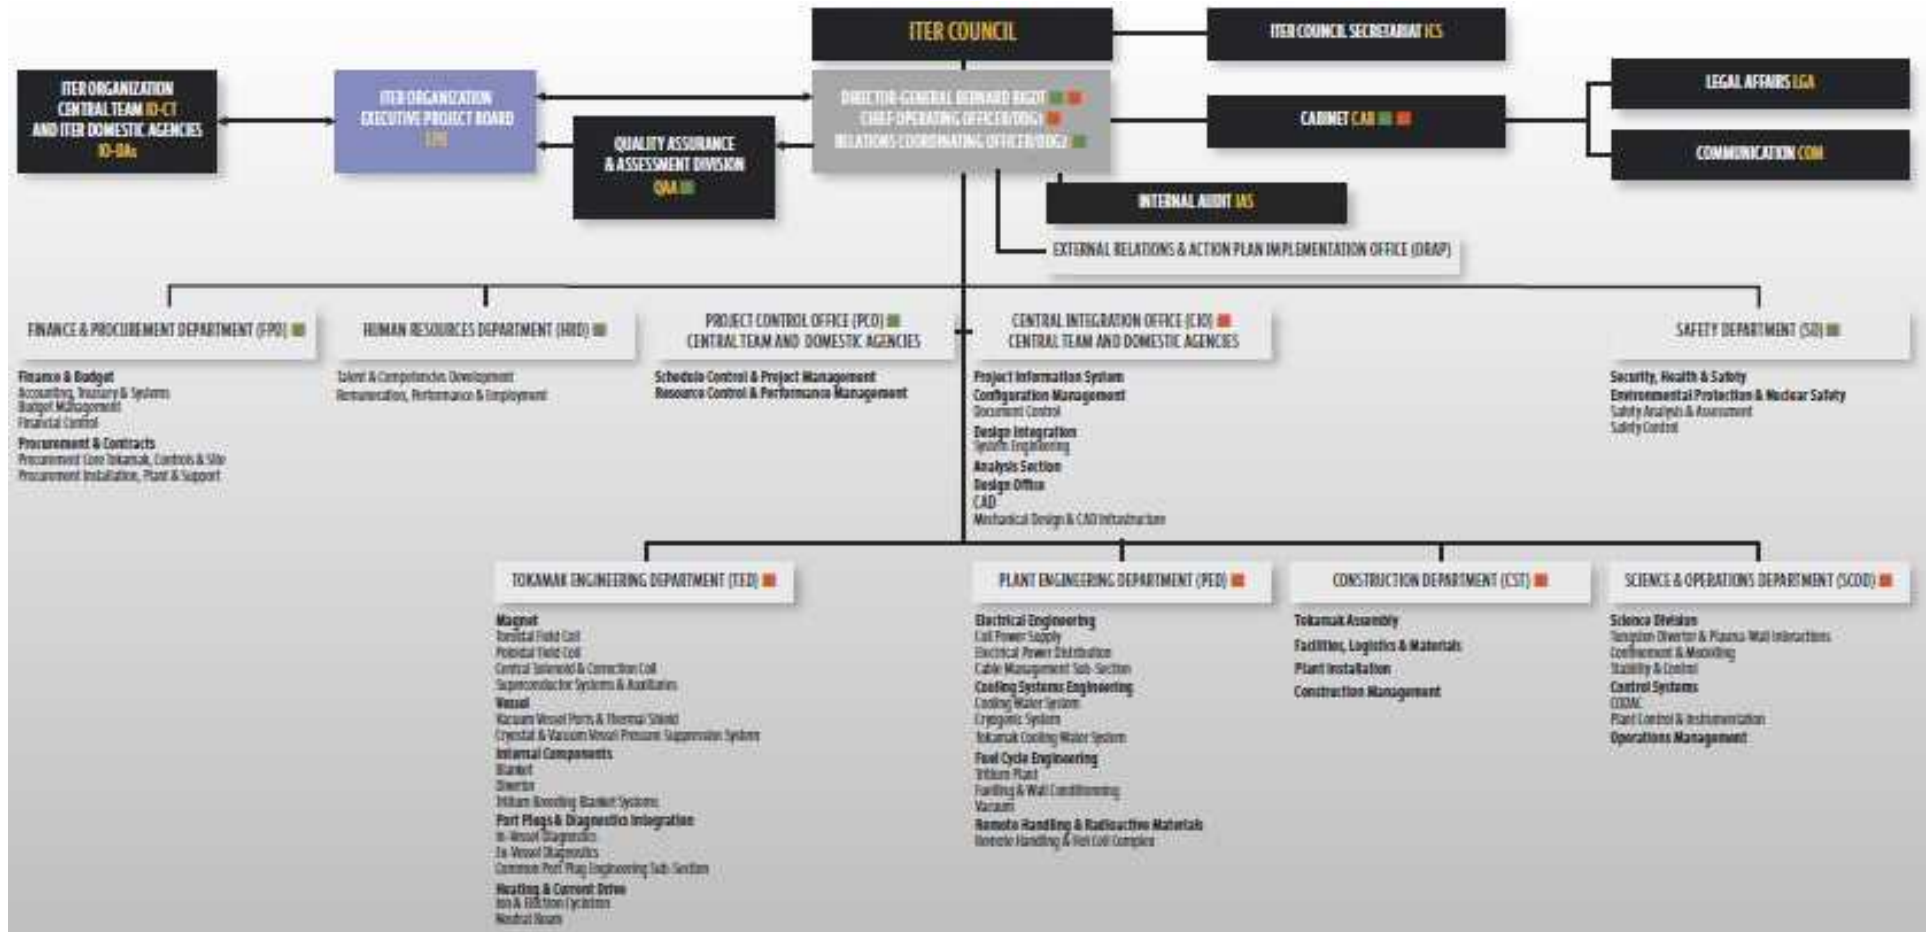 ITER COUNCIL
ITER COUNCIL SECRETARIAT ICS
ITER ORGANIZATION
CENTRAL TEAM IO-CT
AND ITER DOMESTIC AGENCIES
IO-DAs
ITER ORGANIZATION
EXECUTIVE PROJECT BOARD
QUALITY ASSURANCE
& ASSESSMENT DIVISION
QAA
DIRECTOR-GENERAL BERNARD BIGOT
CHIEF OPERATING OFFICER/DDG1
RELATIONS COORDINATING OFFICER/DDG2
CABINET CAB
LEGAL AFFAIRS LGA
COMMUNICATION COM
INTERNAL AUDIT IAS
EXTERNAL RELATIONS & ACTION PLAN IMPLEMENTATION OFFICE (ORAP)
FINANCE & PROCUREMENT DEPARTMENT (FPD)
Finance & Budget
Accounting, Treasury & Systems
Budget Management
Financial Control
Procurement & Contracts
Procurement Core Tokamak, Controls & Site
Procurement Installation, Plant & Support
HUMAN RESOURCES DEPARTMENT (HRD)
Talent & Competencies Development
Remuneration, Performance & Employment
PROJECT CONTROL OFFICE (PCO)
CENTRAL TEAM AND DOMESTIC AGENCIES
Schedule Control & Project Management
Resource Control & Performance Management
CENTRAL INTEGRATION OFFICE (CIO)
CENTRAL TEAM AND DOMESTIC AGENCIES
Project Information System
Configuration Management
Document Control
Design Integration
System Engineering
Analysis Section
Design Office
CAD
Mechanical Design & CAD Infrastructure
SAFETY DEPARTMENT (SD)
Security, Health & Safety
Environmental Protection & Nuclear Safety
Safety Analysis & Assessment
Safety Control
TOKAMAK ENGINEERING DEPARTMENT (TED)
Magnet
Toroidal Field Coil
Poloidal Field Coil
Central Solenoid & Correction Coil
Superconductor Systems & Auxiliaries
Vessel
Vacuum Vessel Ports & Thermal Shield
Cryostat & Vacuum Vessel Pressure Suppression System
Internal Components
Blanket
Divertor
Tritium Breeding Blanket Systems
Port Plugs & Diagnostics Integration
In-Vessel Diagnostics
Ex-Vessel Diagnostics
Common Port Plug Engineering Sub-Section
Heating & Current Drive
Ion & Electron Cyclotron
Neutral Beam
PLANT ENGINEERING DEPARTMENT (PED)
Electrical Engineering
Coil Power Supply
Electrical Power Distribution
Cable Management Sub-Section
Cooling Systems Engineering
Cooling Water System
Cryogenic System
Tokamak Cooling Water System
Fuel Cycle Engineering
Tritium Plant
Fuelling & Wall Conditionning
Vacuum
Remote Handling & Radioactive Materials
Remote Handling & Hot Cell Complex
CONSTRUCTION DEPARTMENT (CST)
Tokamak Assembly
Facilities, Logistics & Materials
Plant Installation
Construction Management
SCIENCE & OPERATIONS DEPARTMENT (SCOD)
Science Division
Tungsten Divertor & Plasma-Wall Interactions
Confinement & Modelling
Stability & Control
Control Systems
CODAC
Plant Control & Instrumentation
Operations Management